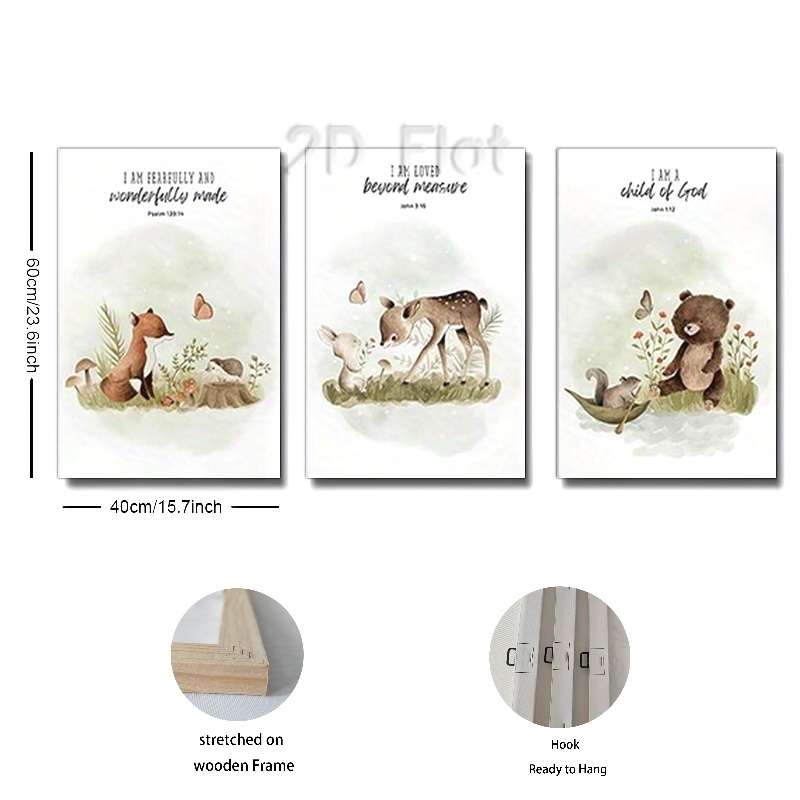 2D Flat
I AM FEARFULLY AND
wonderfully made
Psalm 139:14
I AM LOVED
beyond measure
John 3:16
I AM A
child of God
John 1:12
60cm/23.6inch
40cm/15.7inch
stretched on
wooden Frame
Hook
Ready to Hang